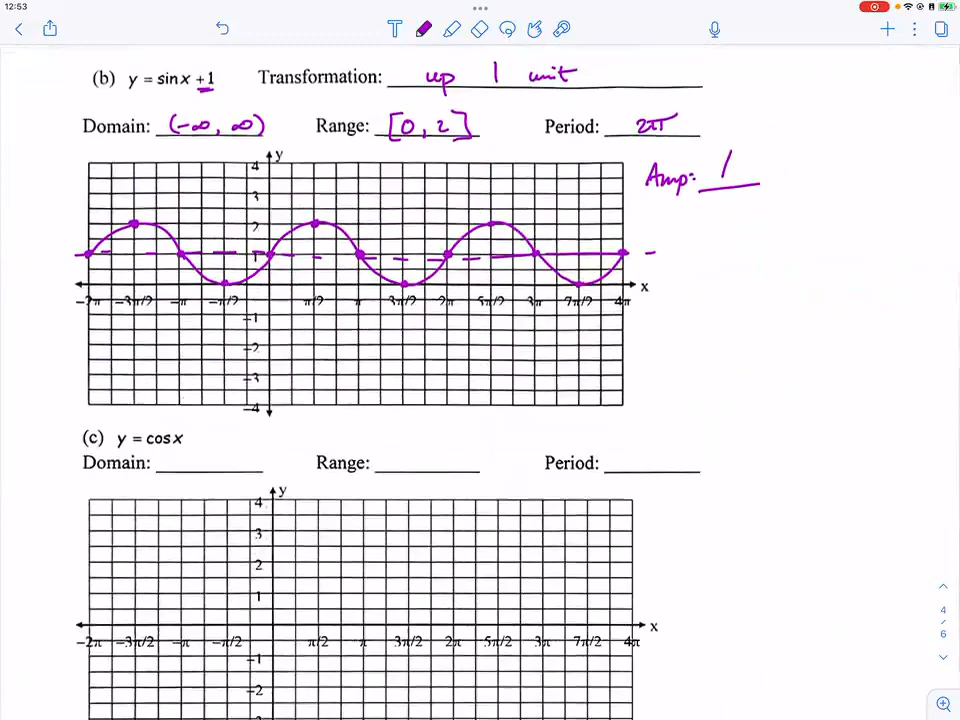 12:53
(b) y = sinx +1 Transformation: up 1 unit
Domain: (-∞, ∞) Range: [0, 2] Period: 2π
Amp: 1
y
4
3
2
1
-2π -3π/2 -π -π/2 π/2 π 3π/2 2π 5π/2 3π 7π/2 4π x
-1
-2
-3
-4
(c) y = cosx
Domain: Range: Period:
y
4
3
2
1
x
-2π -3π/2 -π -π/2 π/2 π 3π/2 2π 5π/2 3π 7π/2 4π
-1
-2
4
/
6